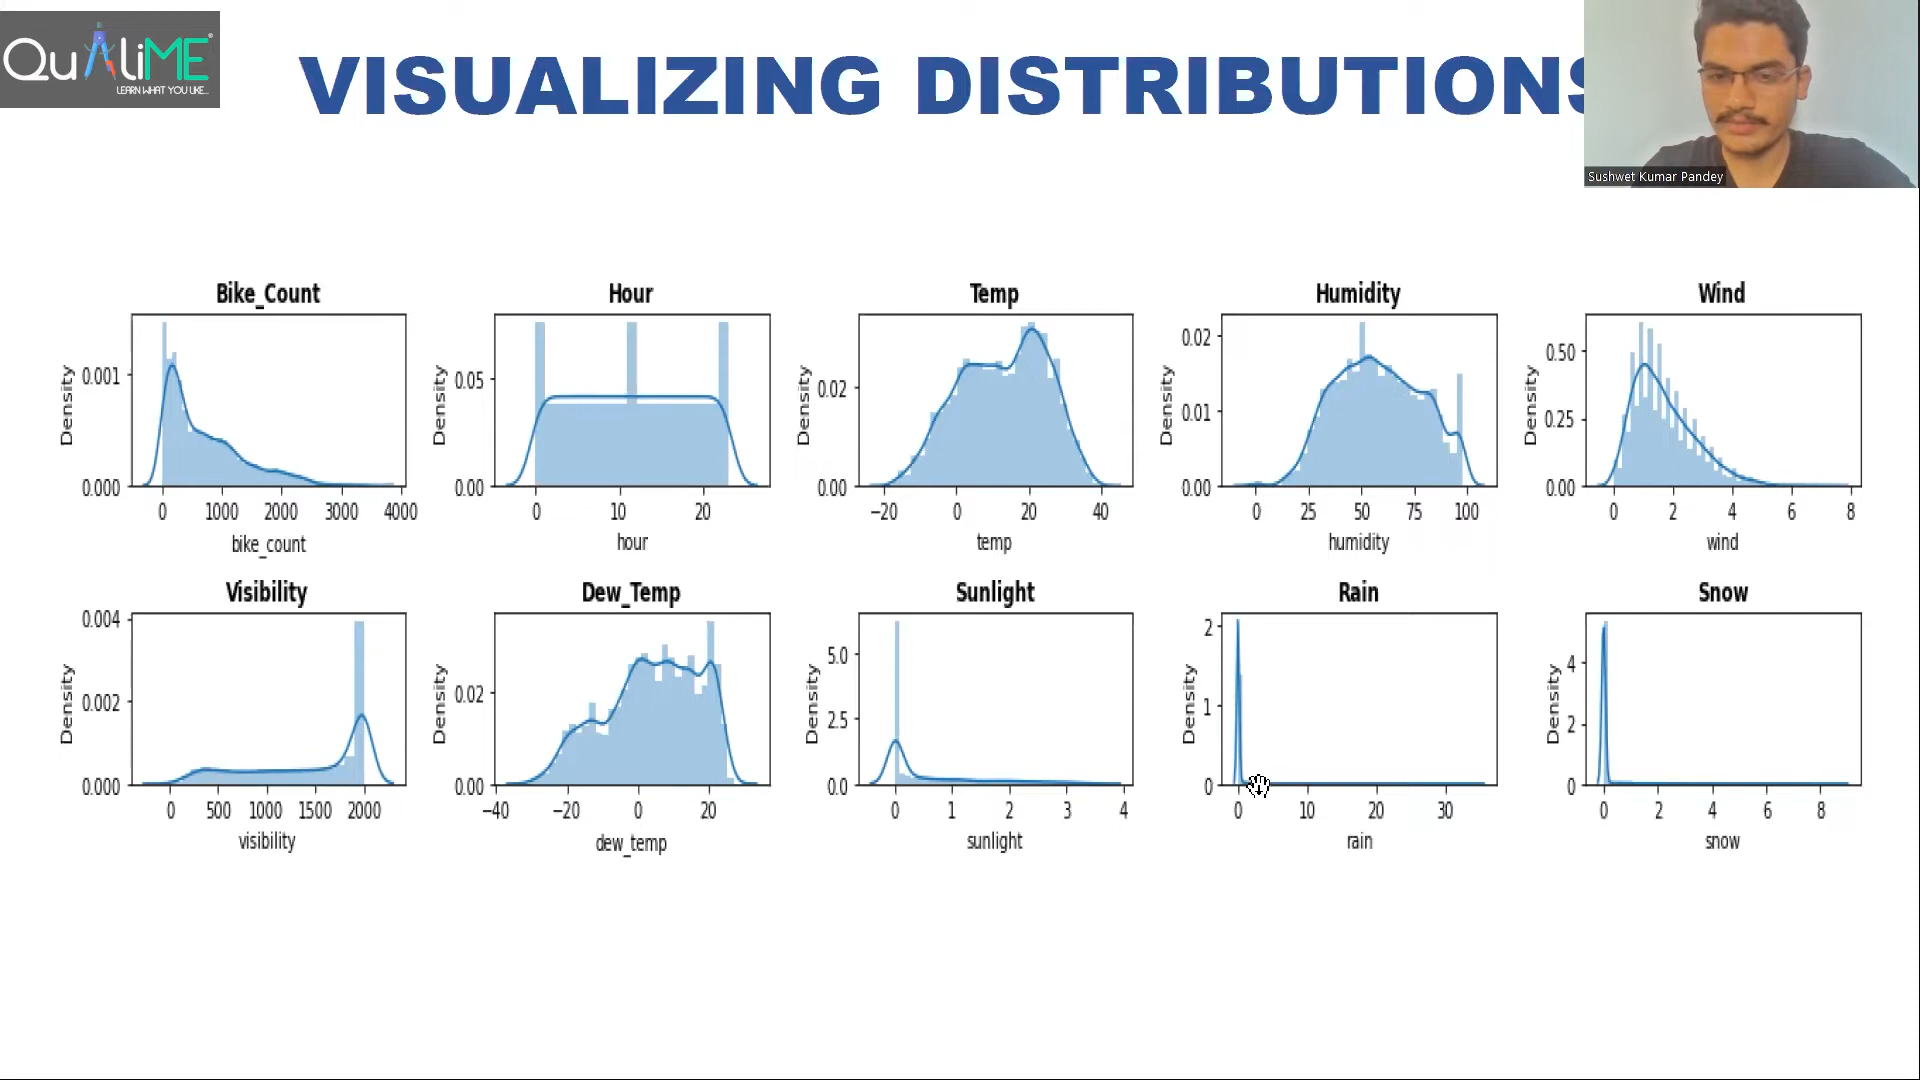 QuALiME
LEARN WHAT YOU LIKE...
VISUALIZING DISTRIBUTIONS
Sushwet Kumar Pandey
Bike_Count
Density
0.001
0.000
0 1000 2000 3000 4000
bike_count
Hour
Density
0.05
0.00
0 10 20
hour
Temp
Density
0.02
0.00
−20 0 20 40
temp
Humidity
Density
0.02
0.01
0.00
0 25 50 75 100
humidity
Wind
Density
0.50
0.25
0.00
0 2 4 6 8
wind
Visibility
Density
0.004
0.002
0.000
0 500 1000 1500 2000
visibility
Dew_Temp
Density
0.02
0.00
−40 −20 0 20
dew_temp
Sunlight
Density
5.0
2.5
0.0
0 1 2 3 4
sunlight
Rain
Density
2
1
0
0 10 20 30
rain
Snow
Density
4
2
0
0 2 4 6 8
snow